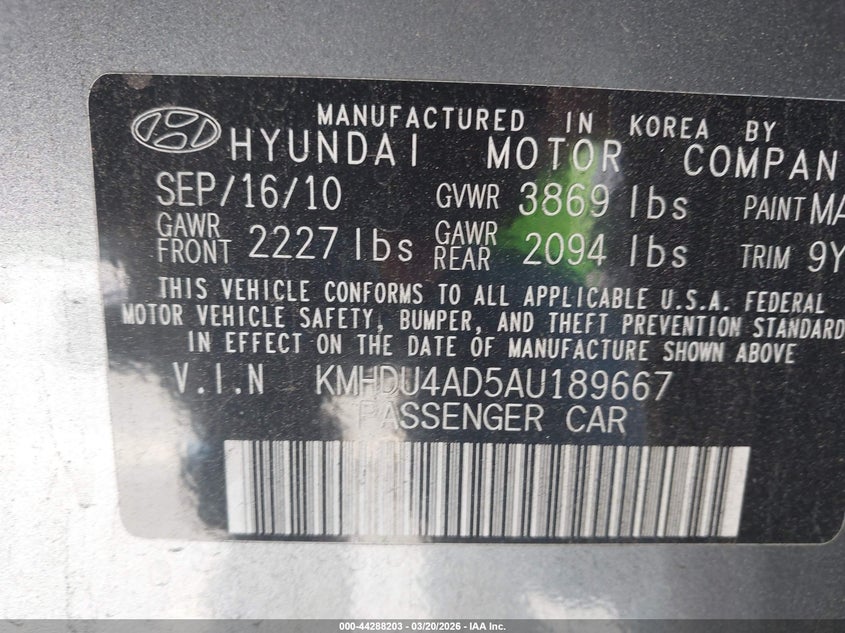 MANUFACTURED IN KOREA BY
HYUNDAI MOTOR COMPAN
SEP/16/10 GVWR 3869 lbs PAINT MA
GAWR FRONT 2227 lbs GAWR REAR 2094 lbs TRIM 9Y
THIS VEHICLE CONFORMS TO ALL APPLICABLE U.S.A. FEDERAL
MOTOR VEHICLE SAFETY, BUMPER, AND THEFT PREVENTION STANDARD
IN EFFECT ON THE DATE OF MANUFACTURE SHOWN ABOVE
V.I.N KMHDU4AD5AU189667
PASSENGER CAR
000-44288203 — 03/20/2026 — IAA Inc.